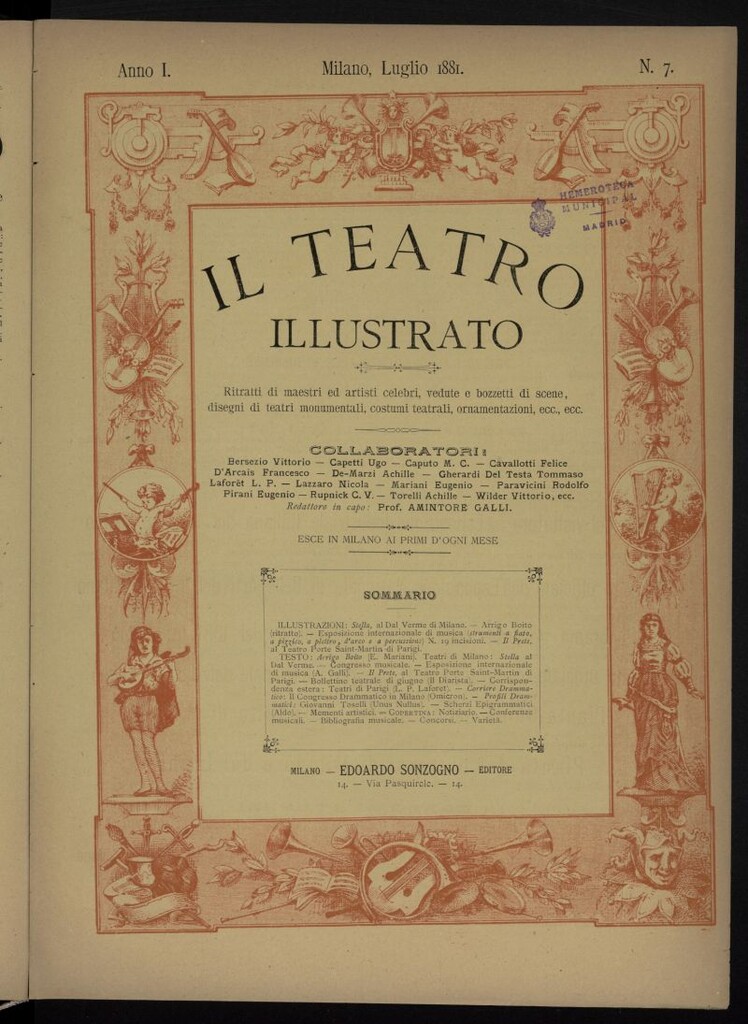 Anno I.
Milano, Luglio 1881.
N. 7.
HEMEROTECA
MUNICIPAL
MADRID
IL TEATRO
ILLUSTRATO
Ritratti di maestri ed artisti celebri, vedute e bozzetti di scene,
disegni di teatri monumentali, costumi teatrali, ornamentazioni, ecc., ecc.
COLLABORATORI:
Bersezio Vittorio — Capetti Ugo — Caputo M. C. — Cavallotti Felice
D'Arcais Francesco — De-Marzi Achille — Gherardi Del Testa Tommaso
Laforêt L. P. — Lazzaro Nicola — Mariani Eugenio — Paravicini Rodolfo
Pirani Eugenio — Rupnick C. V. — Torelli Achille — Wilder Vittorio, ecc.
Redattore in capo: Prof. AMINTORE GALLI.
ESCE IN MILANO AI PRIMI D'OGNI MESE
SOMMARIO
ILLUSTRAZIONI: Stella, al Dal Verme di Milano. — Arrigo Boito
(ritratto). — Esposizione internazionale di musica (strumenti a fiato,
a pizzico, a plettro, d'arco e a percussione) N. 19 incisioni. — Il Prete,
al Teatro Porte Saint-Martin di Parigi.
TESTO: Arrigo Boito (E. Mariani). Teatri di Milano: Stella al
Dal Verme. — Congresso musicale. — Esposizione internazionale
di musica (A. Galli). — Il Prete, al Teatro Porte Saint-Martin di
Parigi. — Bollettino teatrale di giugno (Il Diarista). — Corrispon-
denza estera: Teatri di Parigi (L. P. Laforet). — Corriere Dramma-
tico: Il Congresso Drammatico in Milano (Omicron). — Profili Dram-
matici: Giovanni Toselli (Unus Nullus). — Scherzi Epigrammatici
(Aldo). — Mementi artistici. — COPERTINA: Notiziario. — Conferenze
musicali. — Bibliografia musicale. — Concorsi. — Varietà.
MILANO — EDOARDO SONZOGNO — EDITORE
14. — Via Pasquirolo. — 14.